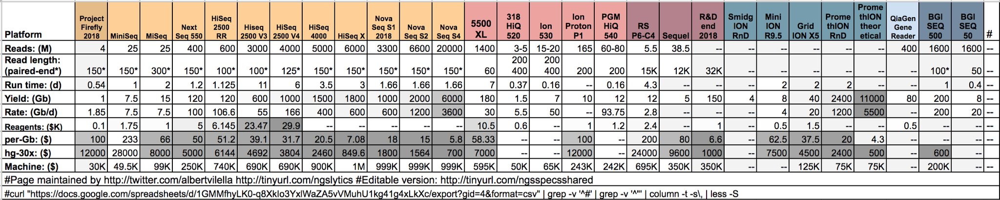 Platform Project Firefly 2018 MiniSeq MiSeq Next Seq 550 HiSeq 2500 RR Hiseq 2500 V3 HiSeq 2500 V4 HiSeq 4000 HiSeq X Nova Seq S1 2018 Nova Seq S2 Nova Seq S4 5500 XL 318 HiQ 520 Ion 530 Ion Proton P1 PGM HiQ 540 RS P6-C4 Sequel R&D end 2018 Smidg ION RnD Mini ION R9.5 Grid ION X5 Prome thION RnD Prome thION theor etical QiaGen Gene Reader BGI SEQ 500 BGI SEQ 50 #
Reads: (M) 4 25 25 400 600 3000 4000 5000 6000 3300 6600 20000 1400 3-5 15-20 165 60-80 5.5 38.5 -- -- -- -- -- -- 400 1600 1600 --
Read length: (paired-end*) 150* 150* 300* 150* 100* 100* 125* 150* 150* 150* 150* 150* 60 200 400 200 400 200 200 15K 12K 32K -- -- -- -- -- -- 100* 50 --
Run time: (d) 0.54 1 2 1.2 1.125 11 6 3.5 3 1.66 1.66 1.66 7 0.37 0.16 -- 0.16 4.3 -- -- -- 2 2 2 -- -- 1 0.4 --
Yield: (Gb) 1 7.5 15 120 120 600 1000 1500 1800 1000 2000 6000 180 1.5 7 10 12 12 5 150 4 8 40 2400 11000 80 200 8 --
Rate: (Gb/d) 1.85 7.5 7.5 100 106.6 55 166 400 600 600 1200 3600 30 5.5 50 -- 93.75 2.8 -- -- -- 4 20 1200 5500 -- 200 20 --
Reagents: ($K) 0.1 1.75 1 5 6.145 23.47 29.9 -- -- -- -- -- 10.5 0.6 -- 1 1.2 2.4 -- 1 -- 0.5 1.5 -- -- 0.5 -- -- --
per-Gb: ($) 100 233 66 50 51.2 39.1 31.7 20.5 7.08 18 15 5.8 58.33 -- -- 100 -- 200 80 6.6 -- 62.5 37.5 20 4.3 -- -- -- --
hg-30x: ($) 12000 28000 8000 5000 6144 4692 3804 2460 849.6 1800 1564 700 7000 -- -- 12000 -- 24000 9600 1000 -- 7500 4500 2400 500 -- 600 -- --
Machine: ($) 30K 49.5K 99K 250K 740K 690K 690K 900K 1M 999K 999K 999K 595K 50K 65K 243K 242K 695K 350K 350K -- -- 125K 75K 75K -- 200K -- --
#Page maintained by http://twitter.com/albertvilella http://tinyurl.com/ngslytics #Editable version: http://tinyurl.com/ngsspecsshared
#curl "https://docs.google.com/spreadsheets/d/1GMMfhyLK0-q8XkIo3YxlWaZA5vVMuhU1kg41g4xLkXc/export?gid=4&format=csv" | grep -v '^#' | grep -v '^"' | column -t -s\, | less -S